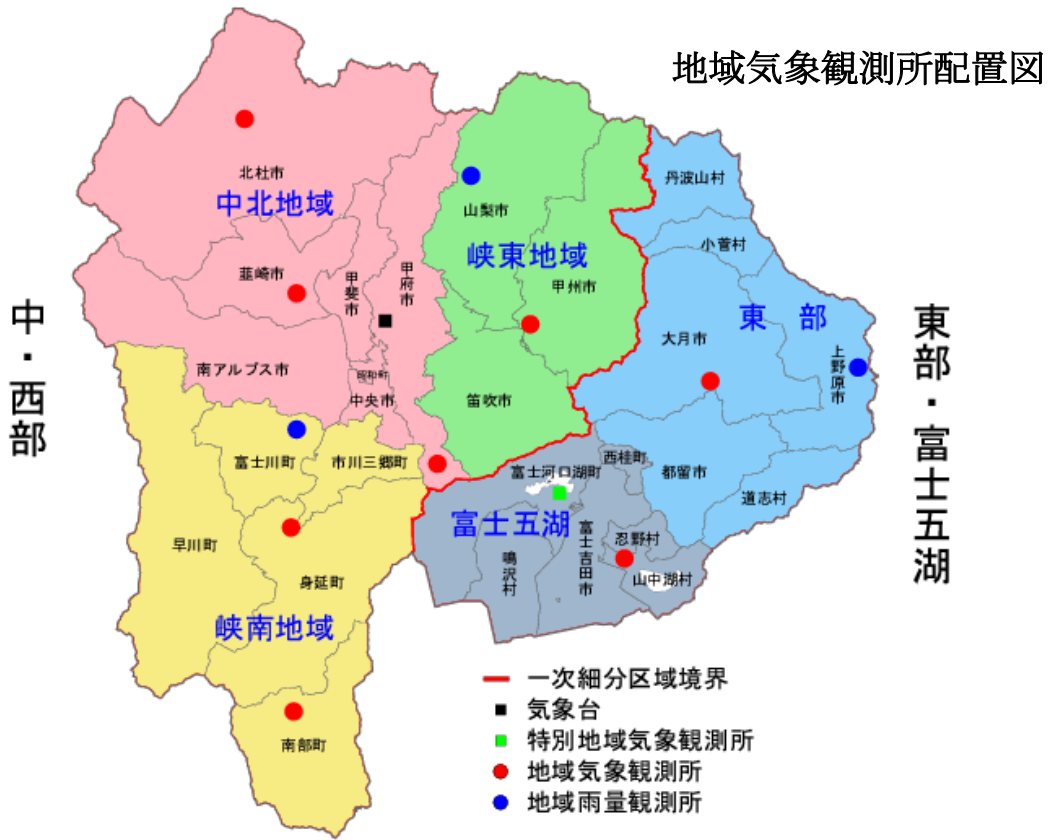 地域気象観測所配置図
中・西部
東部・富士五湖
北杜市
中北地域
韮崎市
甲斐市
甲府市
南アルプス市
昭和町
中央市
山梨市
峡東地域
甲州市
笛吹市
丹波山村
小菅村
東部
大月市
上野原市
都留市
道志村
富士川町
市川三郷町
早川町
身延町
峡南地域
南部町
富士河口湖町
西桂町
富士五湖
鳴沢村
富士吉田市
忍野村
山中湖村
一次細分区域境界
気象台
特別地域気象観測所
地域気象観測所
地域雨量観測所